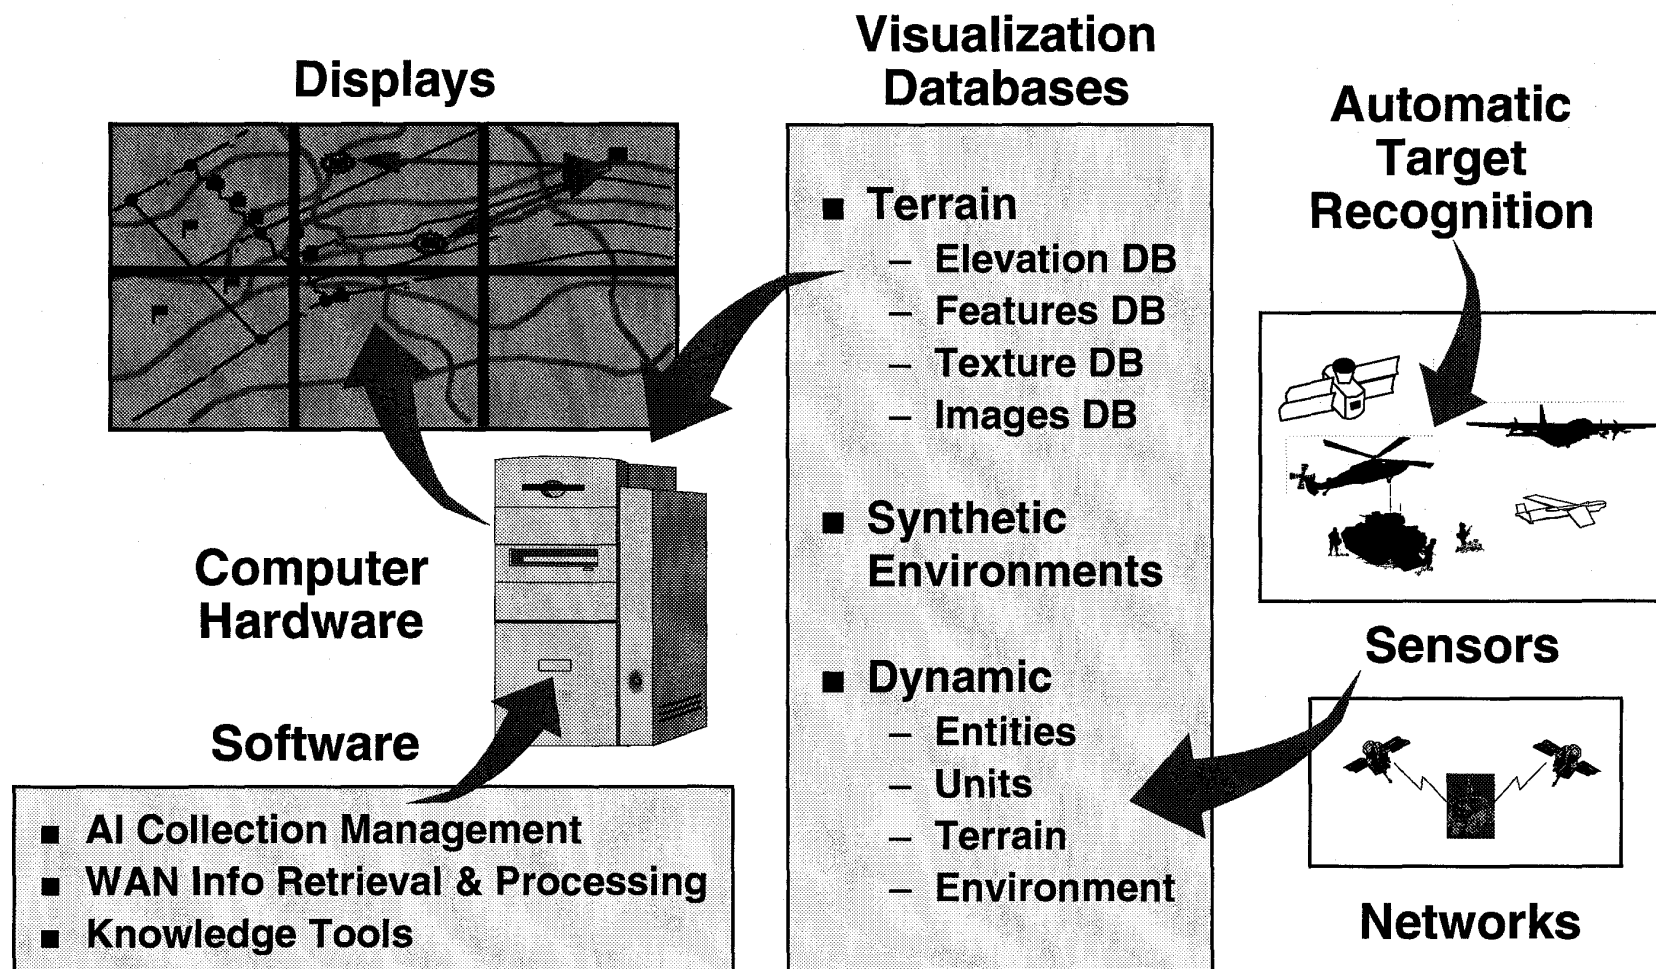 Displays
Visualization
Databases
Automatic
Target
Recognition
■ Terrain
– Elevation DB
– Features DB
– Texture DB
– Images DB
■ Synthetic
Environments
■ Dynamic
– Entities
– Units
– Terrain
– Environment
Computer
Hardware
Software
■ AI Collection Management
■ WAN Info Retrieval & Processing
■ Knowledge Tools
Sensors
Networks